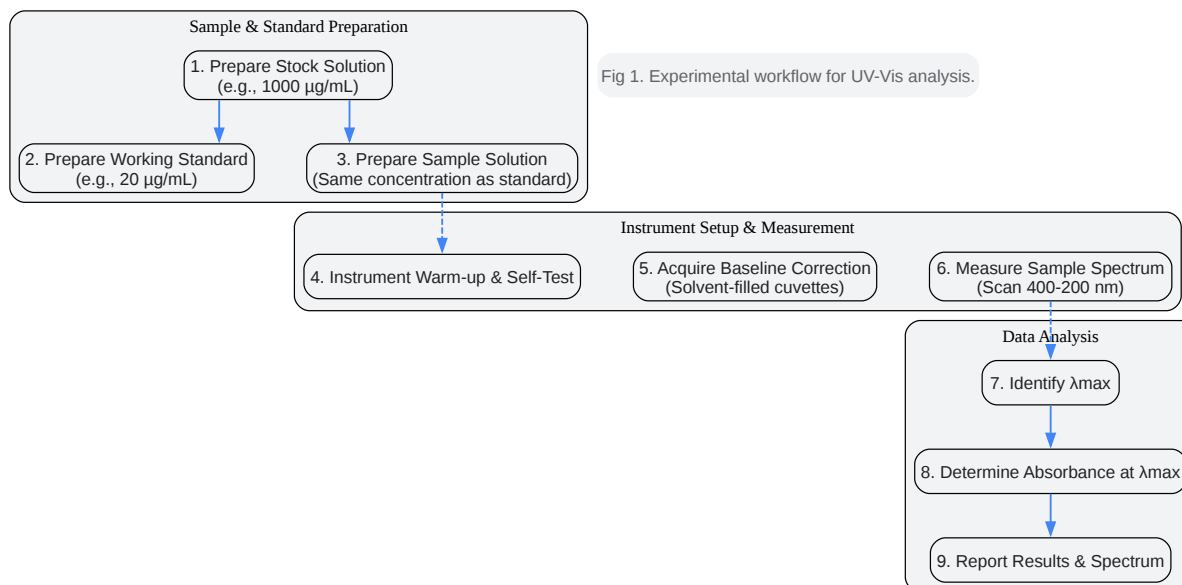 Sample & Standard Preparation
1. Prepare Stock Solution
(e.g., 1000 µg/mL)
Fig 1. Experimental workflow for UV-Vis analysis.
2. Prepare Working Standard
(e.g., 20 µg/mL)
3. Prepare Sample Solution
(Same concentration as standard)
Instrument Setup & Measurement
4. Instrument Warm-up & Self-Test
5. Acquire Baseline Correction
(Solvent-filled cuvettes)
6. Measure Sample Spectrum
(Scan 400-200 nm)
Data Analysis
7. Identify λmax
8. Determine Absorbance at λmax
9. Report Results & Spectrum